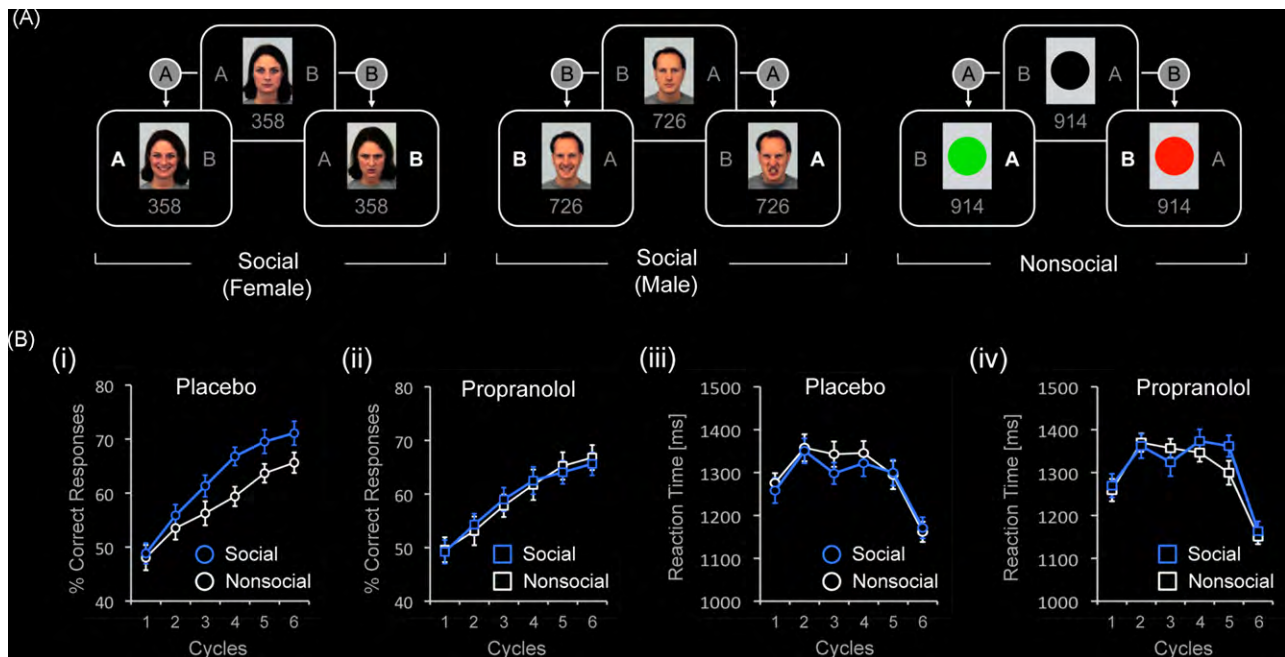 (A)
A B
358
A B
A B
358
A B
358
Social
(Female)
B A
726
B A
B A
726
B A
726
Social
(Male)
B A
914
A B
B A
914
B A
914
Nonsocial
(B)
(i)
Placebo
% Correct Responses
80
70
60
50
40
Social
Nonsocial
1 2 3 4 5 6
Cycles
(ii)
Propranolol
% Correct Responses
80
70
60
50
40
Social
Nonsocial
1 2 3 4 5 6
Cycles
(iii)
Placebo
Reaction Time [ms]
1500
1400
1300
1200
1100
1000
Social
Nonsocial
1 2 3 4 5 6
Cycles
(iv)
Propranolol
Reaction Time [ms]
1500
1400
1300
1200
1100
1000
Social
Nonsocial
1 2 3 4 5 6
Cycles